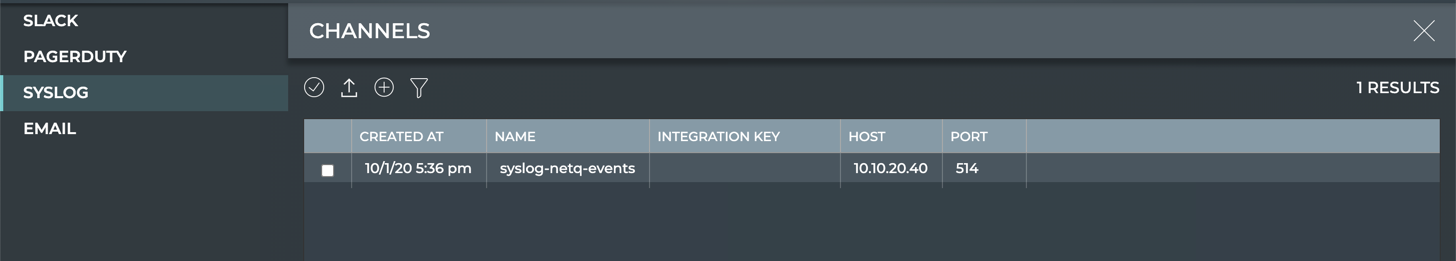 SLACK
PAGERDUTY
SYSLOG
EMAIL
CHANNELS
1 RESULTS
CREATED AT NAME INTEGRATION KEY HOST PORT
10/1/20 5:36 pm syslog-netq-events 10.10.20.40 514